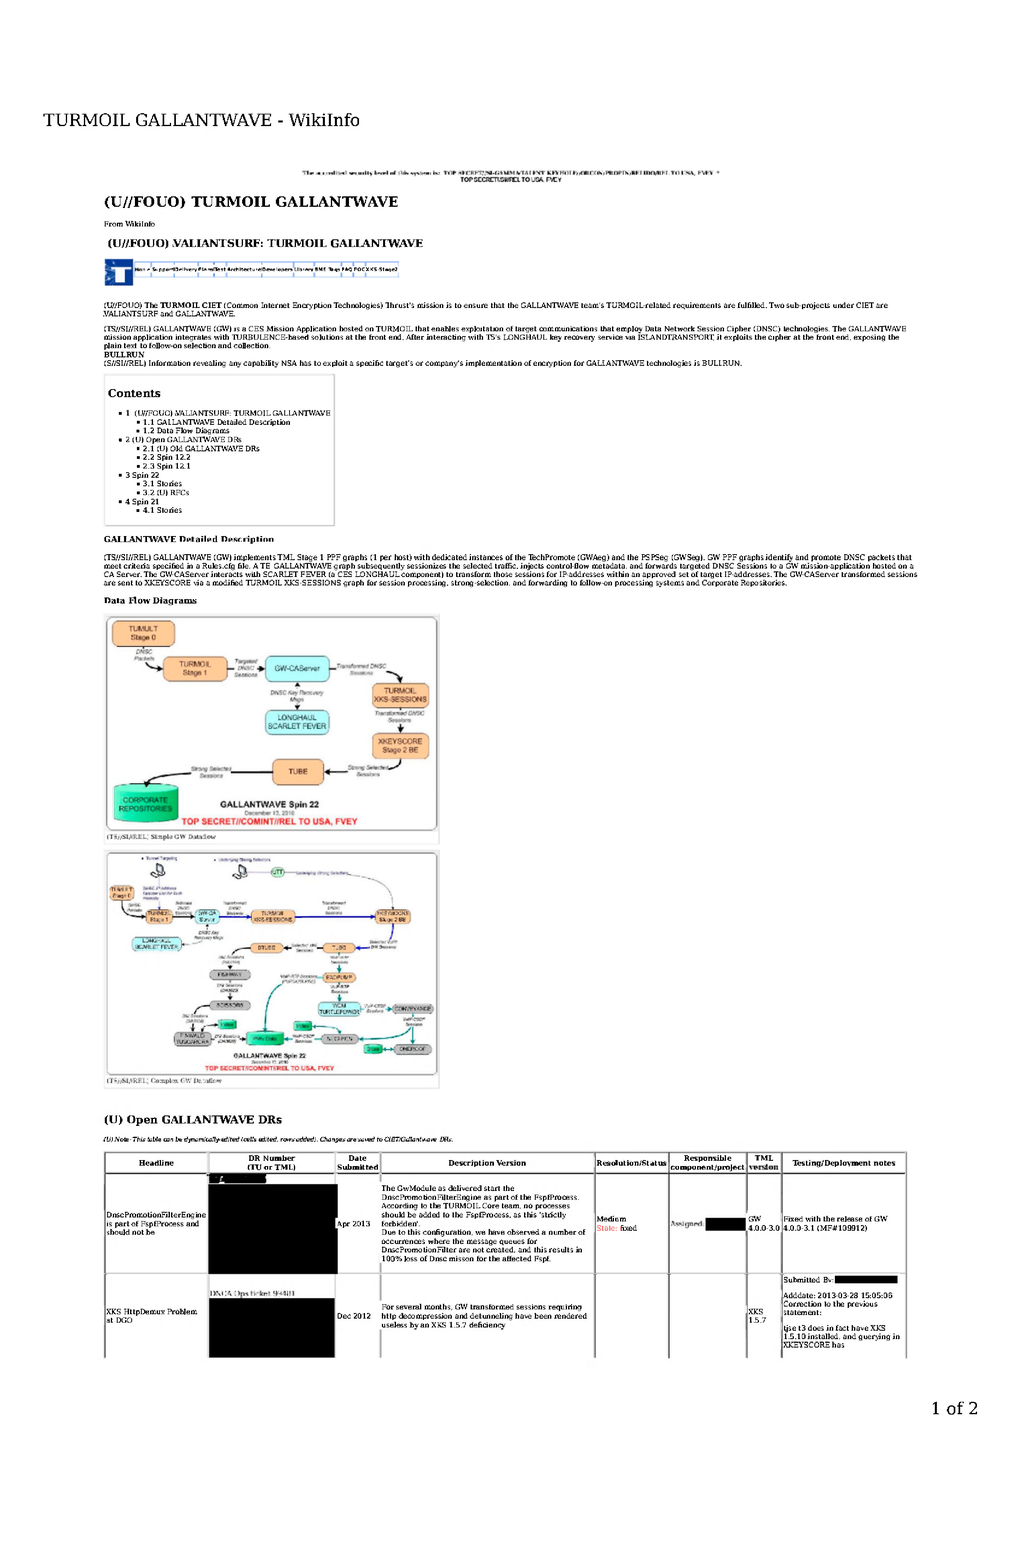 TURMOIL GALLANTWAVE - WikiInfo
The accredited security level of this system is: TOP SECRET//SI-GAMMA/TALENT KEYHOLE//ORCON/PROPIN/RELIDO/REL TO USA, FVEY *
TOP SECRET//SI//REL TO USA, FVEY
(U//FOUO) TURMOIL GALLANTWAVE
From WikiInfo
(U//FOUO) VALIANTSURF: TURMOIL GALLANTWAVE
T
(U//FOUO) The TURMOIL CIET (Common Internet Encryption Technologies) Thrust's mission is to ensure that the GALLANTWAVE team's TURMOIL-related requirements are fulfilled. Two sub-projects under CIET are
VALIANTSURF and GALLANTWAVE.
(TS//SI//REL) GALLANTWAVE (GW) is a CES Mission Application hosted on TURMOIL that enables exploitation of target communications that employ Data Network Session Cipher (DNSC) technologies. The GALLANTWAVE
mission application integrates with TURBULENCE-based solutions at the front end. After interacting with T5's LONGHAUL key recovery service via ISLANDTRANSPORT, it exploits the cipher at the front end, exposing the
plain text to follow-on selection and collection.
BULLRUN
(S//SI//REL) Information revealing any capability NSA has to exploit a specific target's or company's implementation of encryption for GALLANTWAVE technologies is BULLRUN.
Contents
1 (U//FOUO) VALIANTSURF: TURMOIL GALLANTWAVE
1.1 GALLANTWAVE Detailed Description
1.2 Data Flow Diagrams
2 (U) Open GALLANTWAVE DRs
2.1 (U) Old GALLANTWAVE DRs
2.2 Spin 12.2
2.3 Spin 12.1
3 Spin 22
3.1 Stories
3.2 (U) RFCs
4 Spin 21
4.1 Stories
GALLANTWAVE Detailed Description
(TS//SI//REL) GALLANTWAVE (GW) implements TML Stage 1 PPF graphs (1 per host) with dedicated instances of the TechPromote (GWAeg) and the PSPSeg (GWSeg). GW PPF graphs identify and promote DNSC packets that
meet criteria specified in a Rules.cfg file. A TE GALLANTWAVE graph subsequently sessionizes the selected traffic, injects control-flow metadata, and forwards targeted DNSC Sessions to a GW mission-application hosted on a
CA Server. The GW-CAServer interacts with SCARLET FEVER (a CES LONGHAUL component) to transform those sessions for IP-addresses within an approved set of target IP-addresses. The GW-CAServer transformed sessions
are sent to XKEYSCORE via a modified TURMOIL XKS-SESSIONS graph for session processing, strong-selection, and forwarding to follow-on processing systems and Corporate Repositories.
Data Flow Diagrams
TUMULT
Stage 0
DNSC
Packets
TURMOIL
Stage 1
Targeted
DNSC
Sessions
GW-CAServer
Transformed DNSC
Sessions
DNSC Key Recovery
Msgs
TURMOIL
XKS-SESSIONS
LONGHAUL
SCARLET FEVER
Transformed DNSC
Sessions
XKEYSCORE
Stage 2 BE
Strong Selected
Sessions
TUBE
Strong Selected
Sessions
CORPORATE
REPOSITORIES
GALLANTWAVE Spin 22
December 13, 2010
TOP SECRET//COMINT//REL TO USA, FVEY
(TS//SI//REL) Simple GW Dataflow
UTT
TUMULT
Stage 0
TURMOIL
Stage 1
GW-CA
Server
TURMOIL
XKS-SESSIONS
Stage 2 BE
LONGHAUL
SCARLET FEVER
TUBE
SCISSORS
TURTLEPOWER
CONVEYANCE
GALLANTWAVE Spin 22
TOP SECRET//COMINT//REL TO USA, FVEY
(TS//SI//REL) Complex GW Dataflow
(U) Open GALLANTWAVE DRs
(U) Note: This table can be dynamically-edited (cells edited, rows added). Changes are saved to CIET/Gallantwave DRs.
Headline
DR Number
(TU or TML)
Date
Submitted
Description Version
Resolution/Status
Responsible
component/project
TML
version
Testing/Deployment notes
DnscPromotionFilterEngine
is part of FspfProcess and
should not be
Apr 2013
The GwModule as delivered start the
DnscPromotionFilterEngine as part of the FspfProcess.
According to the TURMOIL Core team, no processes
should be added to the FspfProcess, as this 'strictly
forbidden'.
Due to this configuration, we have observed a number of
occurrences where the message queues for
DnscPromotionFilter are not created, and this results in
100% loss of Dnsc misson for the affected Fspf.
Medium
State: fixed
Assigned:
GW
4.0.0-3.0
Fixed with the release of GW
4.0.0-3.1 (MF#109912)
XKS HttpDemux Problem
at DGO
DNCA Ops ticket
Dec 2012
For several months, GW transformed sessions requiring
http decompression and detunneling have been rendered
useless by an XKS 1.5.7 deficiency
XKS
1.5.7
Submitted By:
Adddate: 2013-03-28 15:05:06
Correction to the previous
statement:
tjse t3 does in fact have XKS
1.5.10 installed, and querying in
XKEYSCORE has
1 of 2